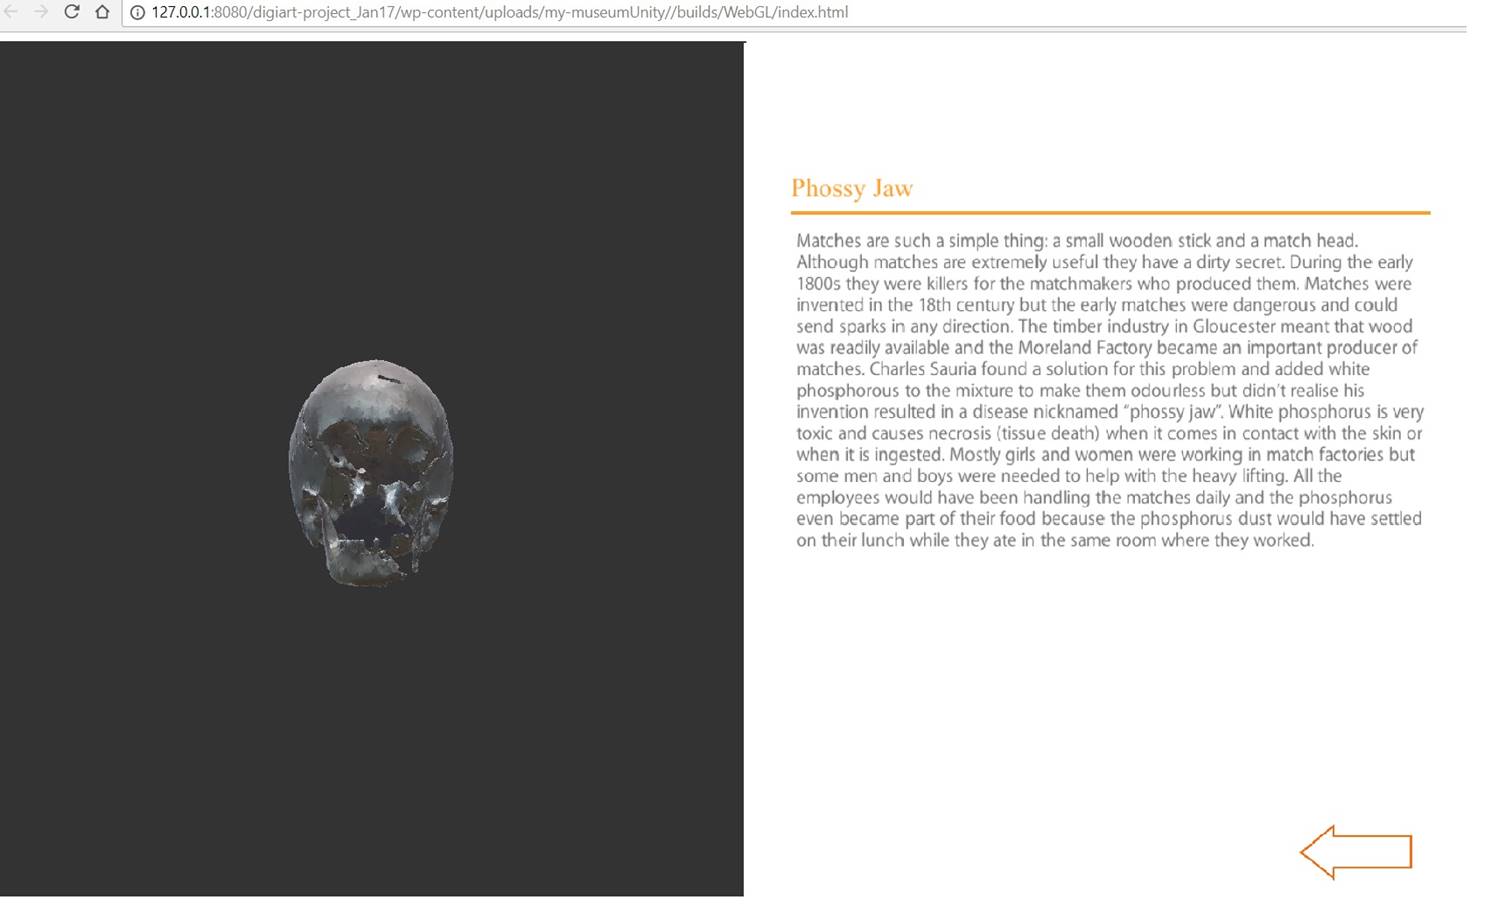 127.0.0.1:8080/digiart-project_Jan17/wp-content/uploads/my-museumUnity//builds/WebGL/index.html
Phossy Jaw
Matches are such a simple thing: a small wooden stick and a match head.
Although matches are extremely useful they have a dirty secret. During the early
1800s they were killers for the matchmakers who produced them. Matches were
invented in the 18th century but the early matches were dangerous and could
send sparks in any direction. The timber industry in Gloucester meant that wood
was readily available and the Moreland Factory became an important producer of
matches. Charles Sauria found a solution for this problem and added white
phosphorous to the mixture to make them odourless but didn't realise his
invention resulted in a disease nicknamed “phossy jaw”. White phosphorus is very
toxic and causes necrosis (tissue death) when it comes in contact with the skin or
when it is ingested. Mostly girls and women were working in match factories but
some men and boys were needed to help with the heavy lifting. All the
employees would have been handling the matches daily and the phosphorus
even became part of their food because the phosphorus dust would have settled
on their lunch while they ate in the same room where they worked.